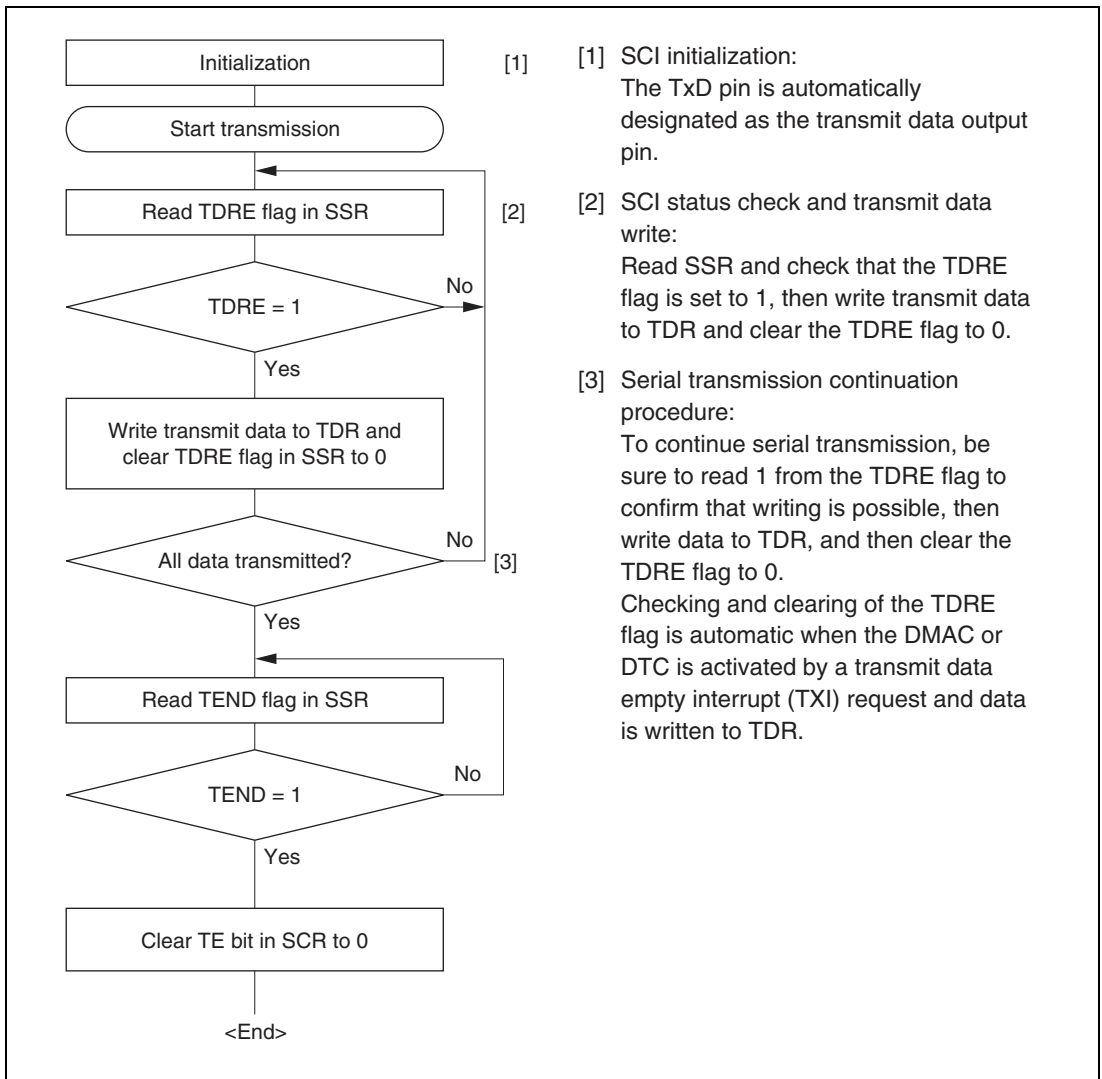 Initialization
[1]
Start transmission
Read TDRE flag in SSR
[2]
No
TDRE = 1
Yes
Write transmit data to TDR and
clear TDRE flag in SSR to 0
No
All data transmitted?
[3]
Yes
Read TEND flag in SSR
No
TEND = 1
Yes
Clear TE bit in SCR to 0
<End>
[1] SCI initialization:
The TxD pin is automatically
designated as the transmit data output
pin.
[2] SCI status check and transmit data
write:
Read SSR and check that the TDRE
flag is set to 1, then write transmit data
to TDR and clear the TDRE flag to 0.
[3] Serial transmission continuation
procedure:
To continue serial transmission, be
sure to read 1 from the TDRE flag to
confirm that writing is possible, then
write data to TDR, and then clear the
TDRE flag to 0.
Checking and clearing of the TDRE
flag is automatic when the DMAC or
DTC is activated by a transmit data
empty interrupt (TXI) request and data
is written to TDR.